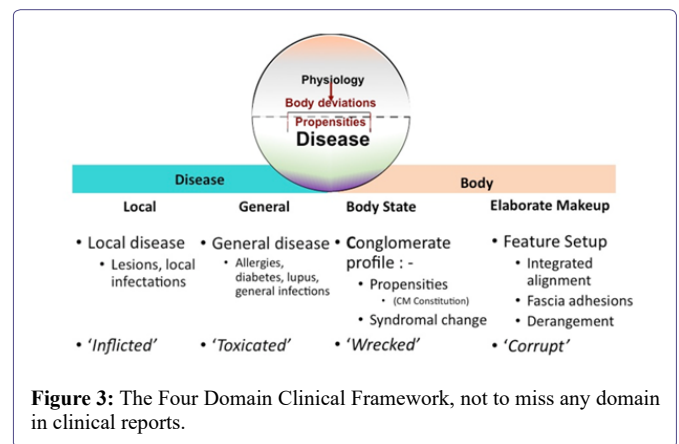 Physiology
Body deviations
Propensities
Disease
Disease
Body
Local
General
Body State
Elaborate Makeup
• Local disease
• Lesions, local
infectations
• 'Inflicted'
• General disease
• Allergies,
diabetes, lupus,
general infections
• 'Toxicated'
• Conglomerate
profile : -
• Propensities
• (CM Constitution)
• Syndromal change
• 'Wrecked'
• Feature Setup
• Integrated
alignment
• Fascia adhesions
• Derangement
• 'Corrupt'
Figure 3: The Four Domain Clinical Framework, not to miss any domain
in clinical reports.